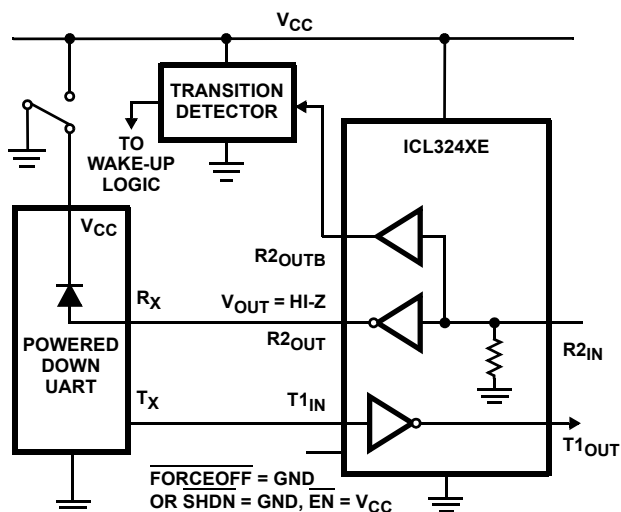 VCC
TRANSITION
DETECTOR
TO
WAKE-UP
LOGIC
ICL324XE
VCC
R2OUTB
RX
VOUT = HI-Z
POWERED
DOWN
UART
R2OUT
R2IN
TX
T1IN
T1OUT
FORCEOFF = GND
OR SHDN = GND, EN = VCC